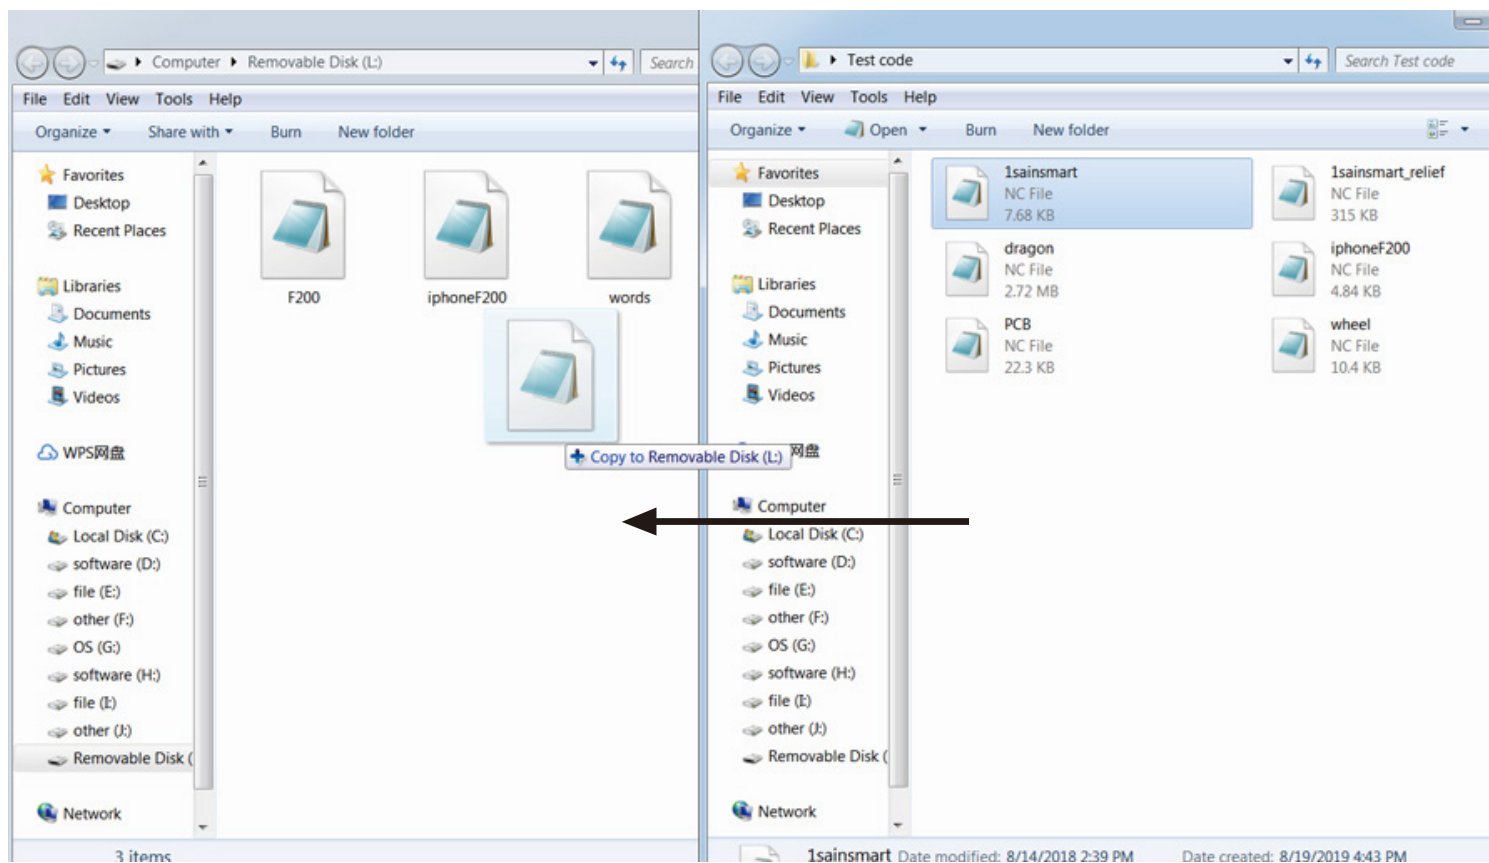 Computer ▸ Removable Disk (L:)
Search
File Edit View Tools Help
Organize Share with Burn New folder
Favorites
Desktop
Recent Places
Libraries
Documents
Music
Pictures
Videos
WPS网盘
Computer
Local Disk (C:)
software (D:)
file (E:)
other (F:)
OS (G:)
software (H:)
file (I:)
other (J:)
Removable Disk (
Network
F200
iphoneF200
words
Copy to Removable Disk (L:)
3 items
Test code
Search Test code
File Edit View Tools Help
Organize Open Burn New folder
Favorites
Desktop
Recent Places
Libraries
Documents
Music
Pictures
Videos
网盘
Computer
Local Disk (C:)
software (D:)
file (E:)
other (F:)
OS (G:)
software (H:)
file (I:)
other (J:)
Removable Disk (
Network
1sainsmart
NC File
7.68 KB
1sainsmart_relief
NC File
315 KB
dragon
NC File
2.72 MB
iphoneF200
NC File
4.84 KB
PCB
NC File
22.3 KB
wheel
NC File
10.4 KB
1sainsmart Date modified: 8/14/2018 2:39 PM Date created: 8/19/2019 4:43 PM